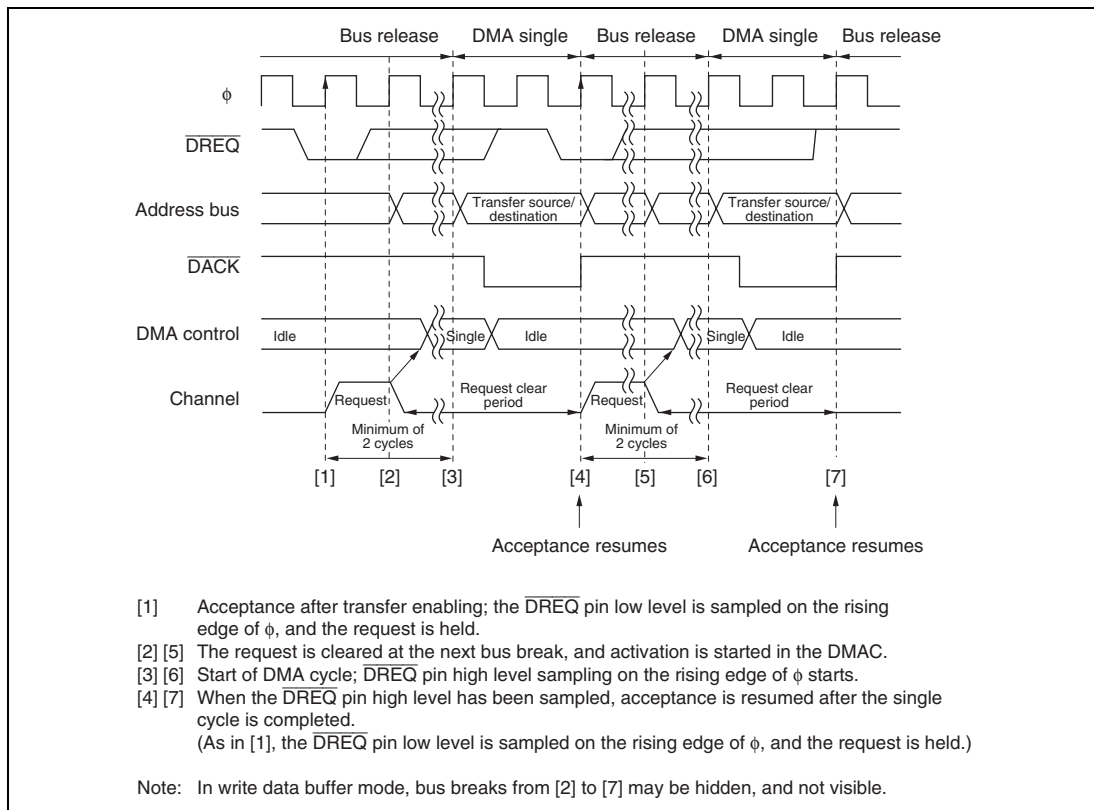 Bus release DMA single Bus release DMA single Bus release
ϕ
DREQ
Address bus Transfer source/ destination Transfer source/ destination
DACK
DMA control Idle Single Idle Single Idle
Channel Request Request clear period Request Request clear period
Minimum of 2 cycles Minimum of 2 cycles
[1] [2] [3] [4] [5] [6] [7]
Acceptance resumes Acceptance resumes
[1] Acceptance after transfer enabling; the DREQ pin low level is sampled on the rising
edge of ϕ, and the request is held.
[2] [5] The request is cleared at the next bus break, and activation is started in the DMAC.
[3] [6] Start of DMA cycle; DREQ pin high level sampling on the rising edge of ϕ starts.
[4] [7] When the DREQ pin high level has been sampled, acceptance is resumed after the single
cycle is completed.
(As in [1], the DREQ pin low level is sampled on the rising edge of ϕ, and the request is held.)
Note: In write data buffer mode, bus breaks from [2] to [7] may be hidden, and not visible.